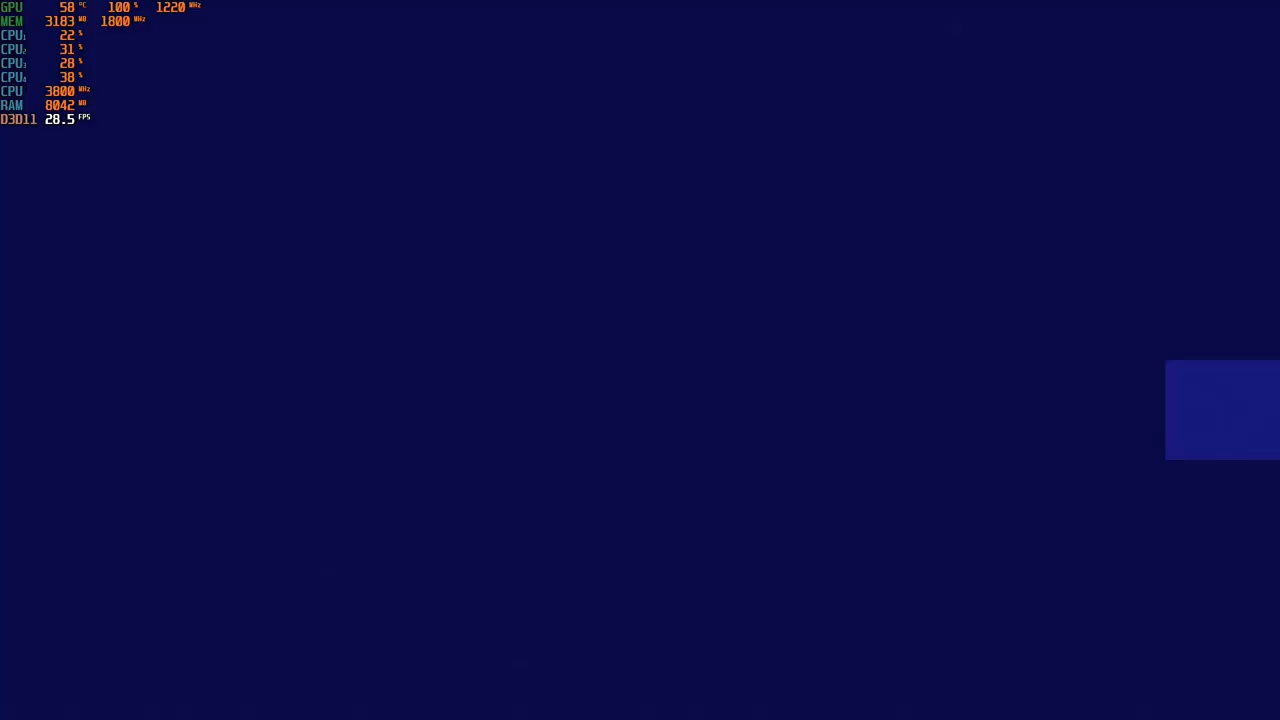 GPU 58 °C 100 % 1220 MHz
MEM 3183 MB 1800 MHz
CPU1 22 %
CPU2 31 %
CPU3 28 %
CPU4 38 %
CPU 3800 MHz
RAM 8042 MB
D3D11 28.5 FPS